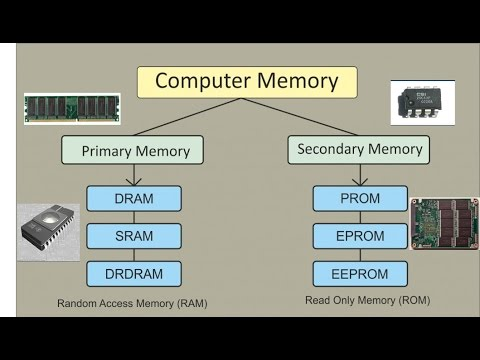 Computer Memory
Primary Memory
Secondary Memory
DRAM
PROM
SRAM
EPROM
DRDRAM
EEPROM
Random Access Memory (RAM)
Read Only Memory (ROM)